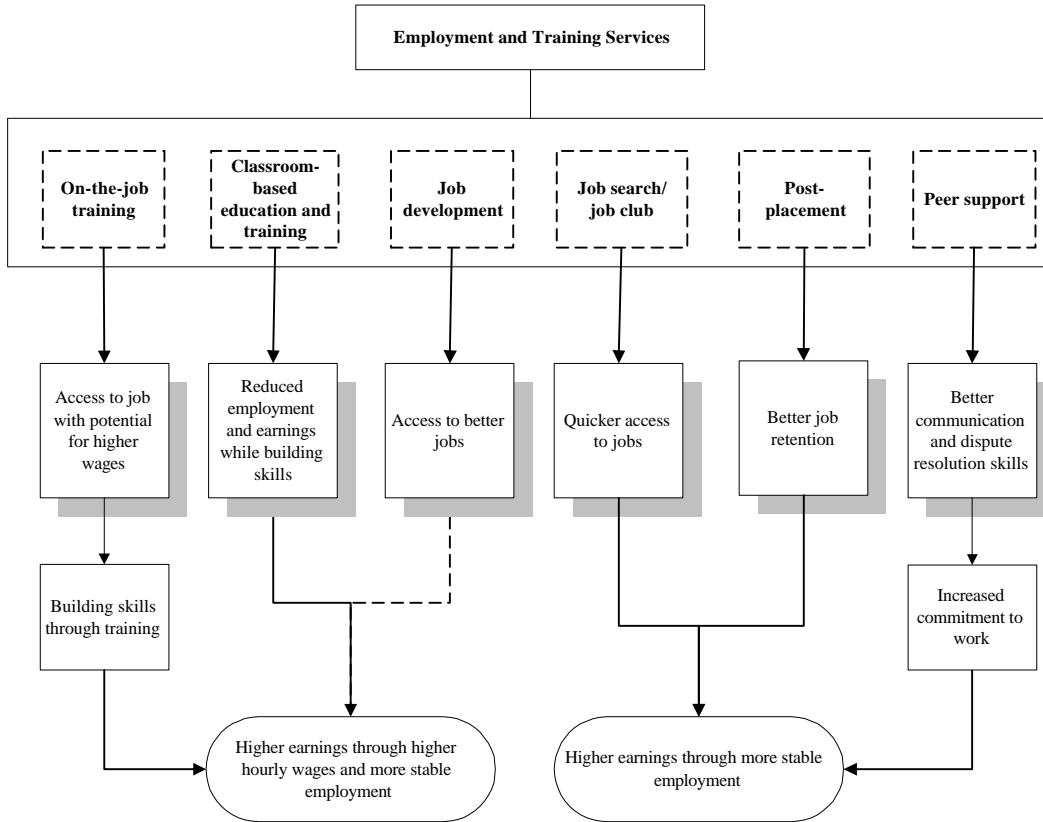 Employment and Training Services
On-the-job
training
Classroom-
based
education and
training
Job
development
Job search/
job club
Post-
placement
Peer support
Access to job
with potential
for higher
wages
Reduced
employment
and earnings
while building
skills
Access to better
jobs
Quicker access
to jobs
Better job
retention
Better
communication
and dispute
resolution skills
Building skills
through training
Increased
commitment to
work
Higher earnings through higher
hourly wages and more stable
employment
Higher earnings through more stable
employment